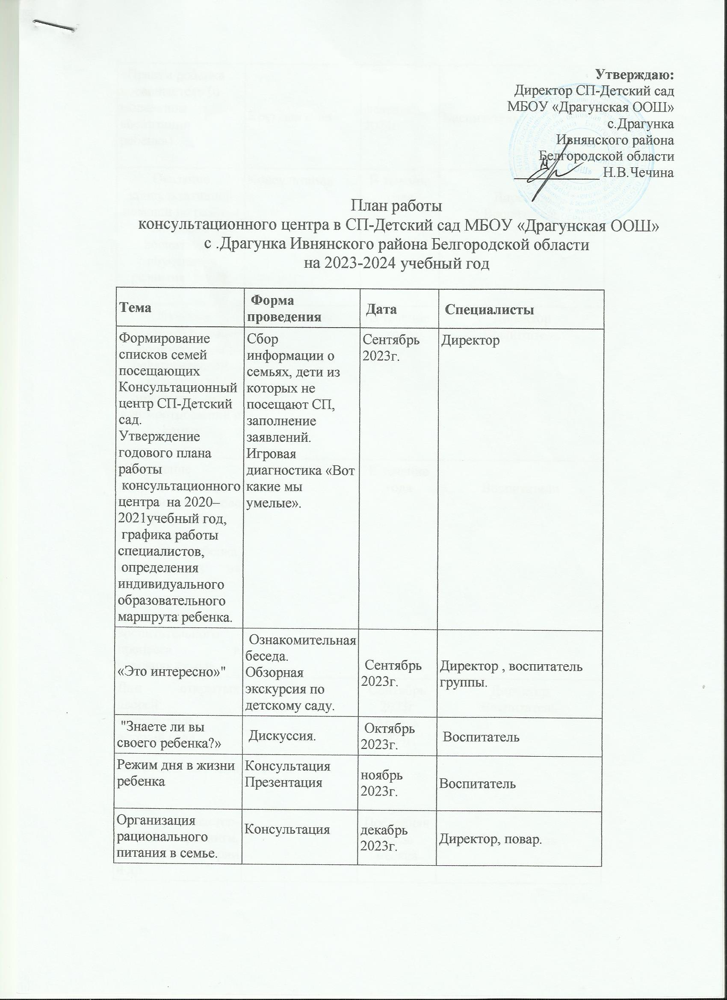 Утверждаю:
Директор СП-Детский сад
МБОУ «Драгунская ООШ»
с.Драгунка
Ивнянского района
Белгородской области
Н.В.Чечина
План работы
консультационного центра в СП-Детский сад МБОУ «Драгунская ООШ»
с .Драгунка Ивнянского района Белгородской области
на 2023-2024 учебный год
Тема
Форма
проведения
Дата
Специалисты
Формирование
списков семей
посещающих
Консультационный
центр СП-Детский
сад.
Утверждение
годового плана
работы
консультационного
центра на 2020–
2021учебный год,
графика работы
специалистов,
определения
индивидуального
образовательного
маршрута ребенка.
Сбор
информации о
семьях, дети из
которых не
посещают СП,
заполнение
заявлений.
Игровая
диагностика «Вот
какие мы
умелые».
Сентябрь
2023г.
Директор
«Это интересно»"
Ознакомительная
беседа.
Обзорная
экскурсия по
детскому саду.
Сентябрь
2023г.
Директор , воспитатель
группы.
"Знаете ли вы
своего ребенка?»
Дискуссия.
Октябрь
2023г.
Воспитатель
Режим дня в жизни
ребенка
Консультация
Презентация
ноябрь
2023г.
Воспитатель
Организация
рационального
питания в семье.
Консультация
декабрь
2023г.
Директор, повар.